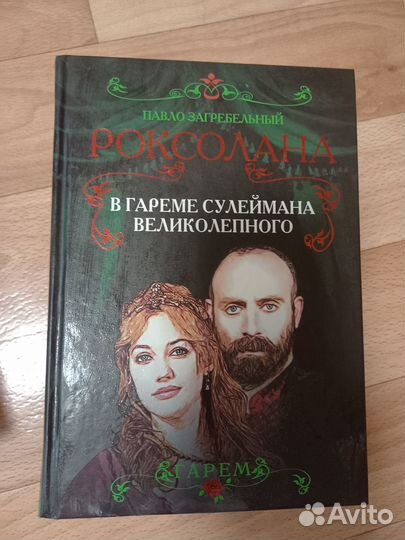 ПАВЛО ЗАГРЕБЕЛЬНЫЙ
РОКСОЛАНА
В ГАРЕМЕ СУЛЕЙМАНА
ВЕЛИКОЛЕПНОГО
ГАРЕМ
Avito